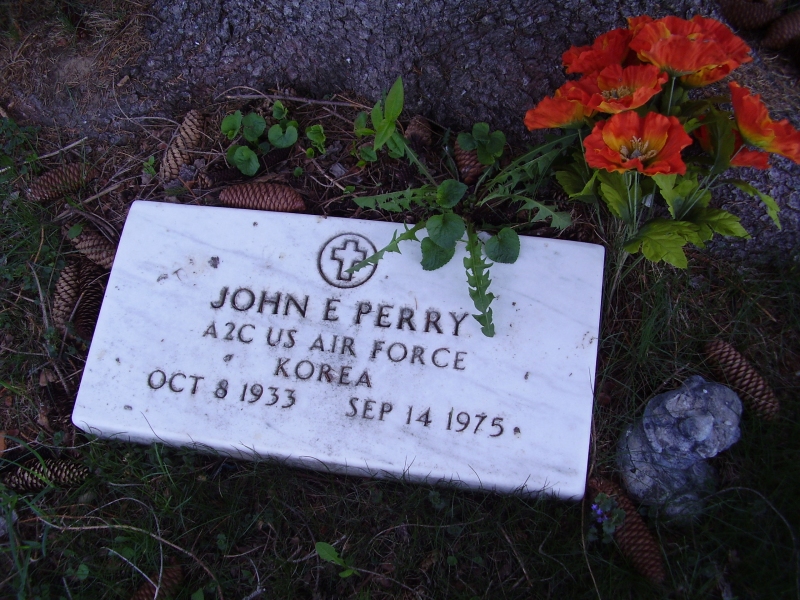 JOHN E PERRY
A2C US AIR FORCE
KOREA
OCT 8 1933 SEP 14 1975